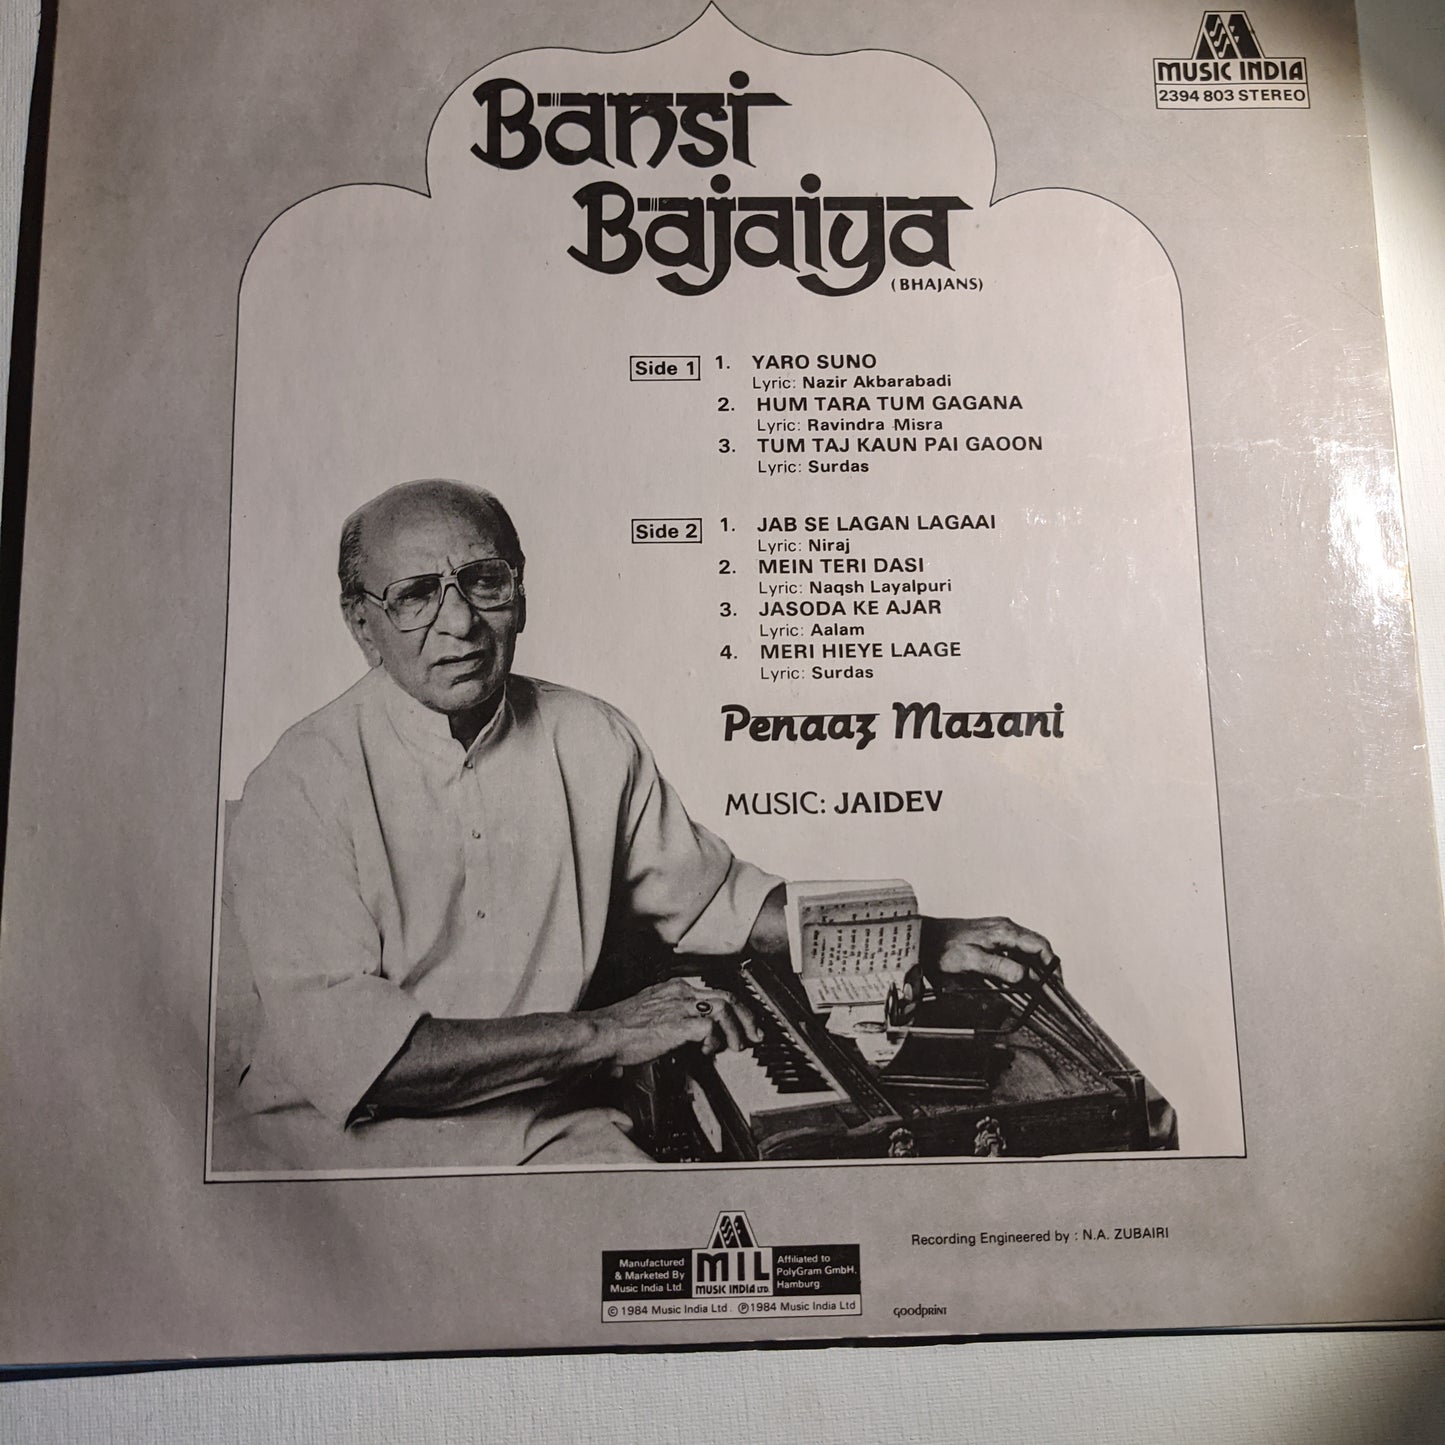 MUSIC INDIA
2394 803 STEREO
Bansi
Bajaiya
(BHAJANS)
Side 1
1. YARO SUNO
Lyric: Nazir Akbarabadi
2. HUM TARA TUM GAGANA
Lyric: Ravindra Misra
3. TUM TAJ KAUN PAI GAOON
Lyric: Surdas
Side 2
1. JAB SE LAGAN LAGAAI
Lyric: Niraj
2. MEIN TERI DASI
Lyric: Naqsh Layalpuri
3. JASODA KE AJAR
Lyric: Aalam
4. MERI HIEYE LAAGE
Lyric: Surdas
Penaaz Masani
MUSIC: JAIDEV
Recording Engineered by : N.A. ZUBAIRI
Manufactured
& Marketed By
Music India Ltd.
MIL
MUSIC INDIA LTD.
Affiliated to
PolyGram GmbH,
Hamburg.
© 1984 Music India Ltd. ℗ 1984 Music India Ltd
GOODPRINT